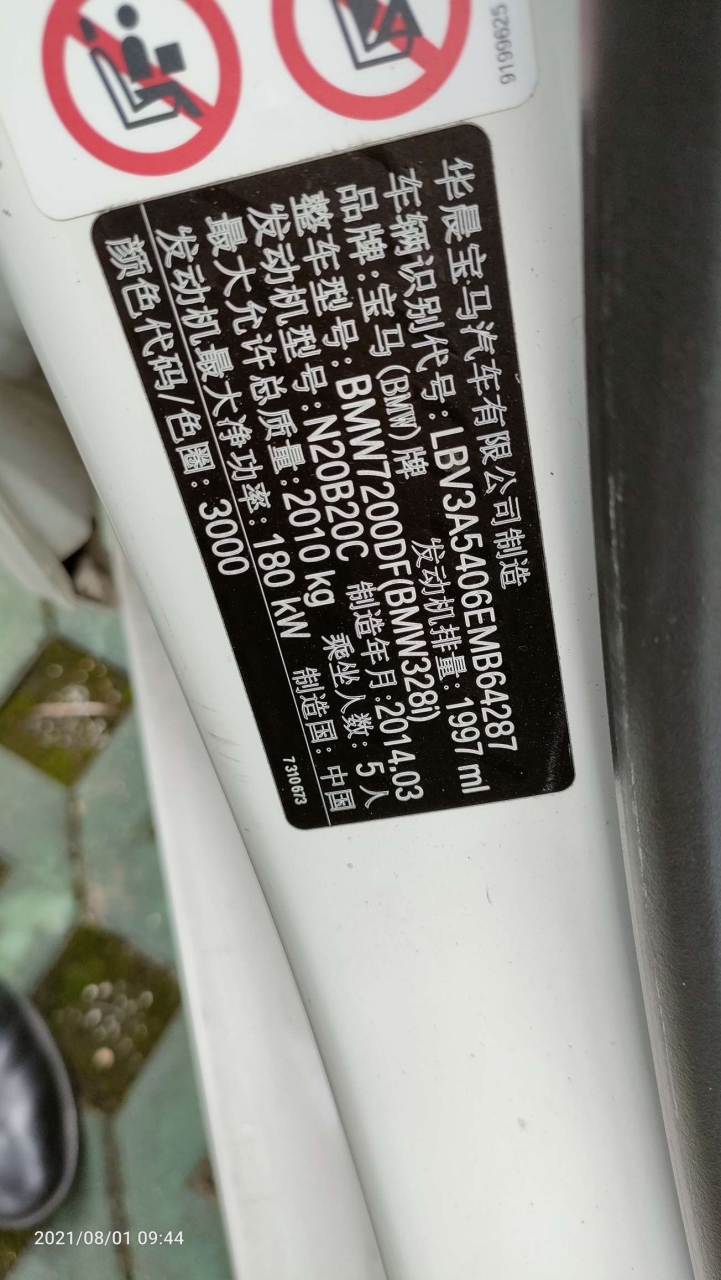 9199625
华晨宝马汽车有限公司制造
车辆识别代号:LBV3A5406EMB64287
品牌:宝马(BMW)牌 发动机排量:1997 ml
整车型号:BMW7200DF(BMW328i)
发动机型号:N20B20C 制造年月:2014.03
最大允许总质量:2010 kg 乘坐人数:5人
发动机最大净功率:180 kW 制造国:中国
颜色代码/色圈:3000
7310673
2021/08/01 09:44